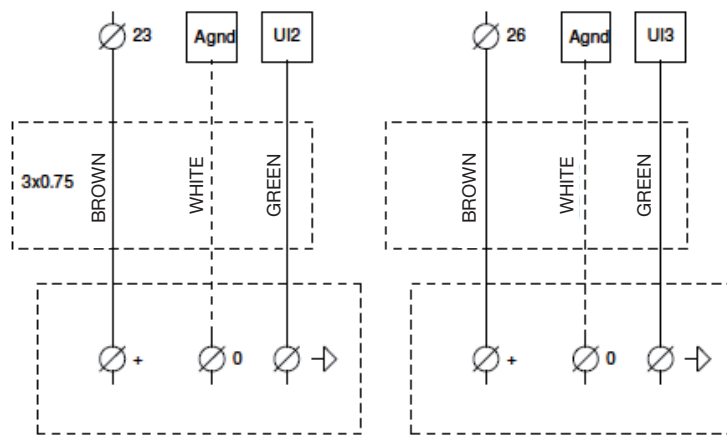 23 Agnd UI2 26 Agnd UI3
3x0.75 BROWN WHITE GREEN BROWN WHITE GREEN
+ 0 + 0